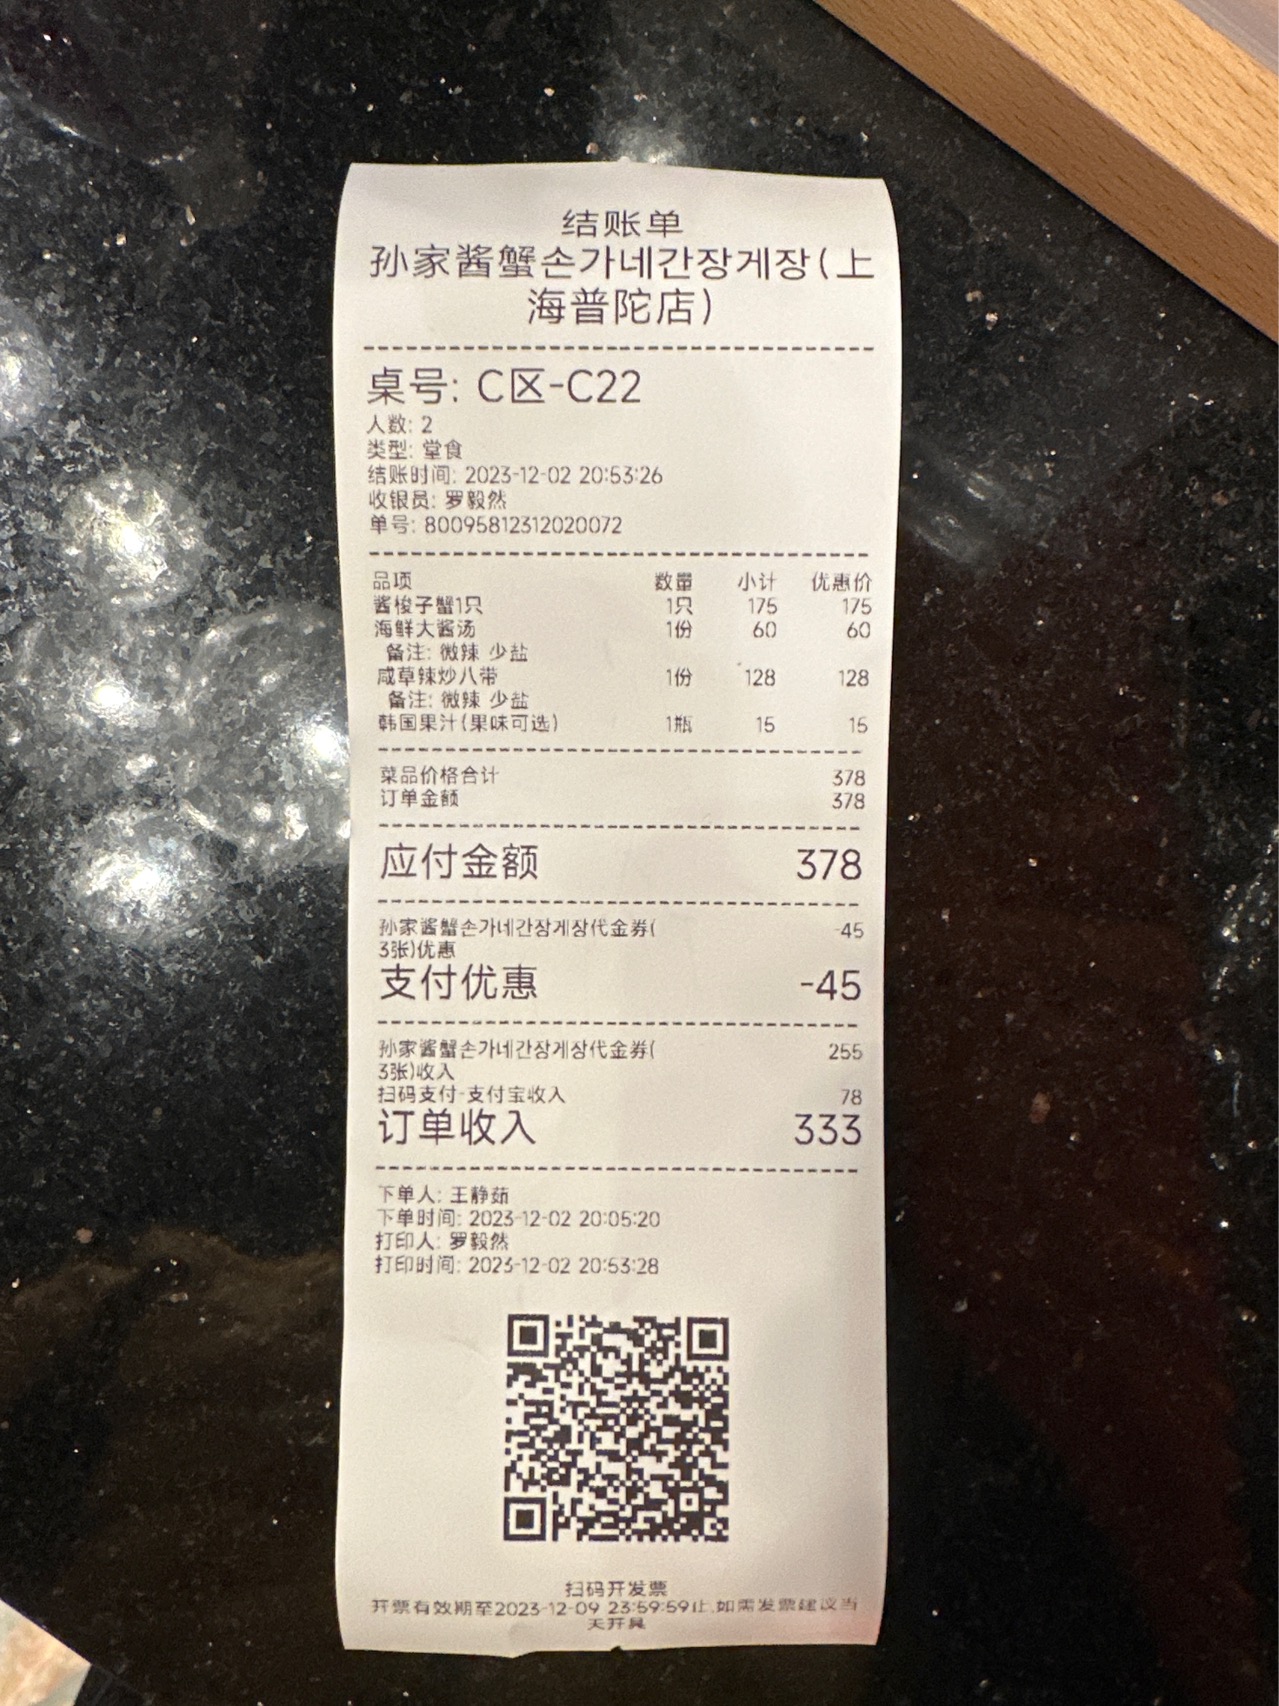 结账单
孙家酱蟹손가네간장게장(上
海普陀店)
桌号: C区-C22
人数: 2
类型: 堂食
结账时间: 2023-12-02 20:53:26
收银员: 罗毅然
单号: 80095812312020072
品项 数量 小计 优惠价
酱梭子蟹1只 1只 175 175
海鲜大酱汤 1份 60 60
备注: 微辣 少盐
咸草辣炒八带 1份 128 128
备注: 微辣 少盐
韩国果汁(果味可选) 1瓶 15 15
菜品价格合计 378
订单金额 378
应付金额 378
孙家酱蟹손가네간장게장代金券( -45
3张)优惠
支付优惠 -45
孙家酱蟹손가네간장게장代金券( 255
3张)收入
扫码支付-支付宝收入 78
订单收入 333
下单人: 王静茹
下单时间: 2023-12-02 20:05:20
打印人: 罗毅然
打印时间: 2023-12-02 20:53:28
扫码开发票
开票有效期至2023-12-09 23:59:59止,如需发票建议当
天开具